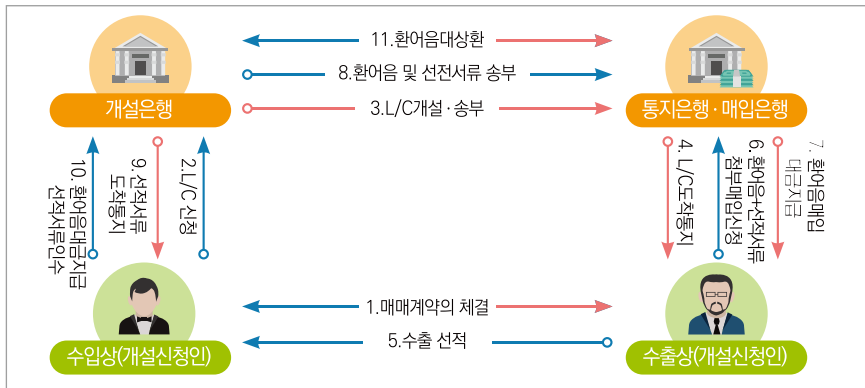 11.환어음대상환
8.환어음 및 선전서류 송부
3.L/C개설·송부
개설은행
통지은행·매입은행
10. 환어음대금지급
선적서류인수
9.선적서류
도착통지
2.L/C 신청
4. L/C도착통지
6.환어음+선적서류
첨부매입신청
7. 환어음매입
대금지급
1.매매계약의 체결
5.수출 선적
수입상(개설신청인)
수출상(개설신청인)